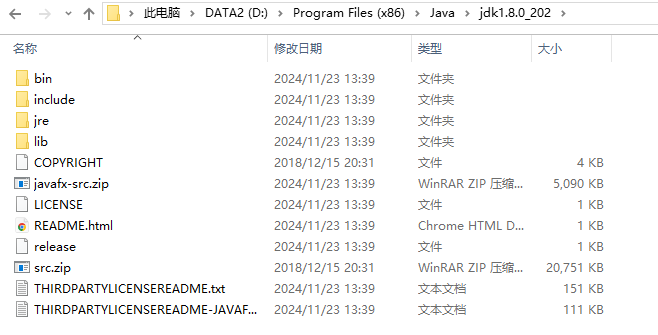 此电脑 > DATA2 (D:) > Program Files (x86) > Java > jdk1.8.0_202 >
名称 修改日期 类型 大小
bin 2024/11/23 13:39 文件夹
include 2024/11/23 13:39 文件夹
jre 2024/11/23 13:39 文件夹
lib 2024/11/23 13:39 文件夹
COPYRIGHT 2018/12/15 20:31 文件 4 KB
javafx-src.zip 2024/11/23 13:39 WinRAR ZIP 压缩... 5,090 KB
LICENSE 2024/11/23 13:39 文件 1 KB
README.html 2024/11/23 13:39 Chrome HTML D... 1 KB
release 2024/11/23 13:39 文件 1 KB
src.zip 2018/12/15 20:31 WinRAR ZIP 压缩... 20,751 KB
THIRDPARTYLICENSEREADME.txt 2024/11/23 13:39 文本文档 151 KB
THIRDPARTYLICENSEREADME-JAVAF... 2024/11/23 13:39 文本文档 111 KB